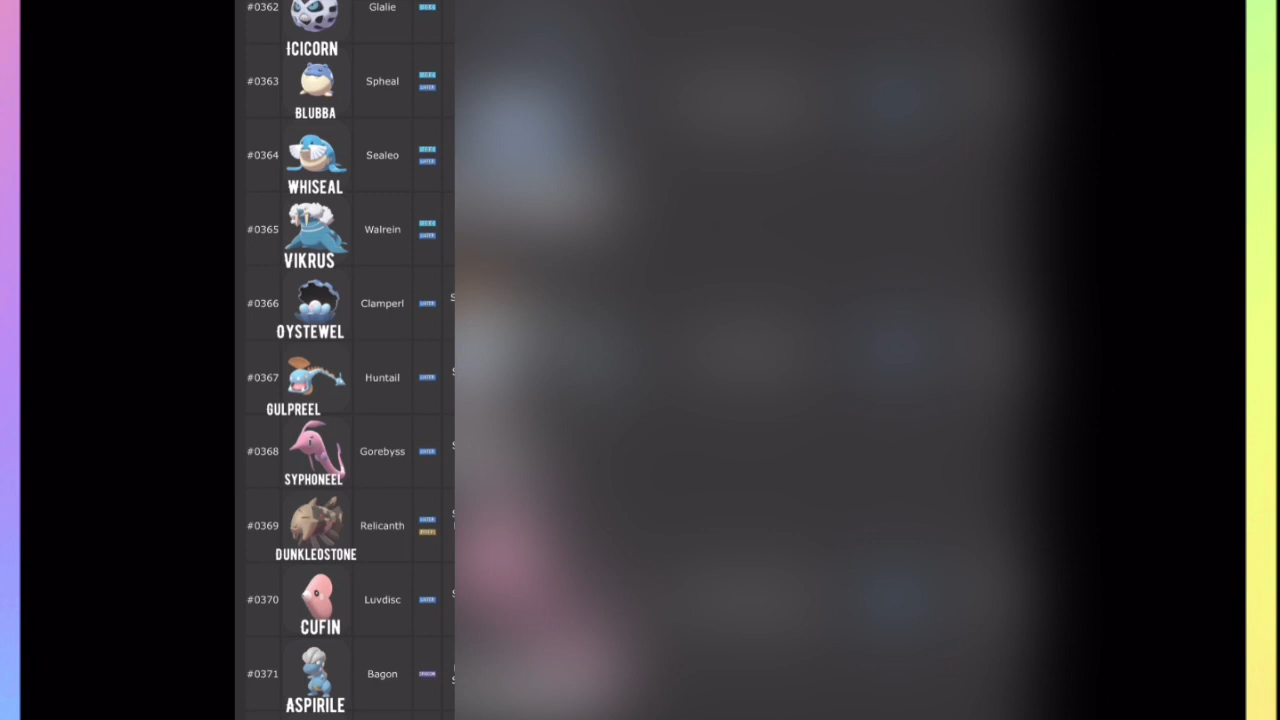 #0362 Glalie
ICICORN
#0363 Spheal
BLUBBA
#0364 Sealeo
WHISEAL
#0365 Walrein
VIKRUS
#0366 Clamperl
OYSTEWEL
#0367 Huntail
GULPREEL
#0368 Gorebyss
SYPHONEEL
#0369 Relicanth
DUNKLEOSTONE
#0370 Luvdisc
CUFIN
#0371 Bagon
ASPIRILE